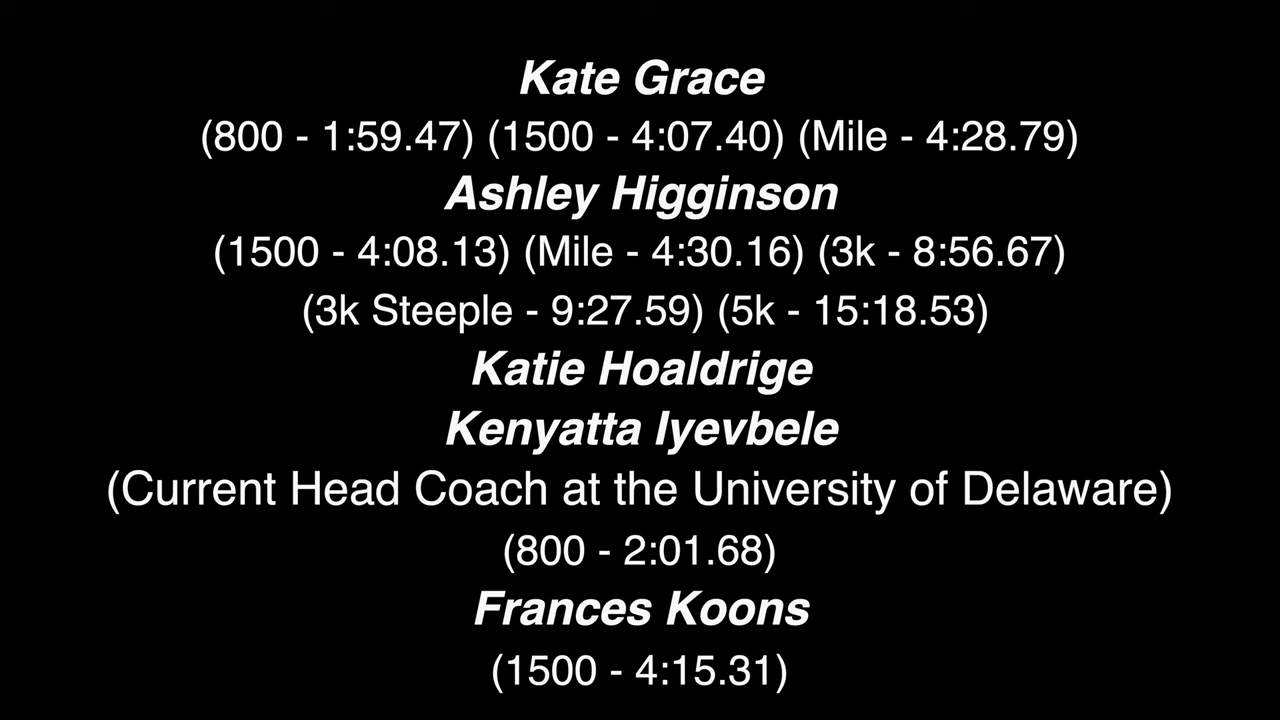 Kate Grace
(800 - 1:59.47) (1500 - 4:07.40) (Mile - 4:28.79)
Ashley Higginson
(1500 - 4:08.13) (Mile - 4:30.16) (3k - 8:56.67)
(3k Steeple - 9:27.59) (5k - 15:18.53)
Katie Hoaldrige
Kenyatta Iyevbele
(Current Head Coach at the University of Delaware)
(800 - 2:01.68)
Frances Koons
(1500 - 4:15.31)